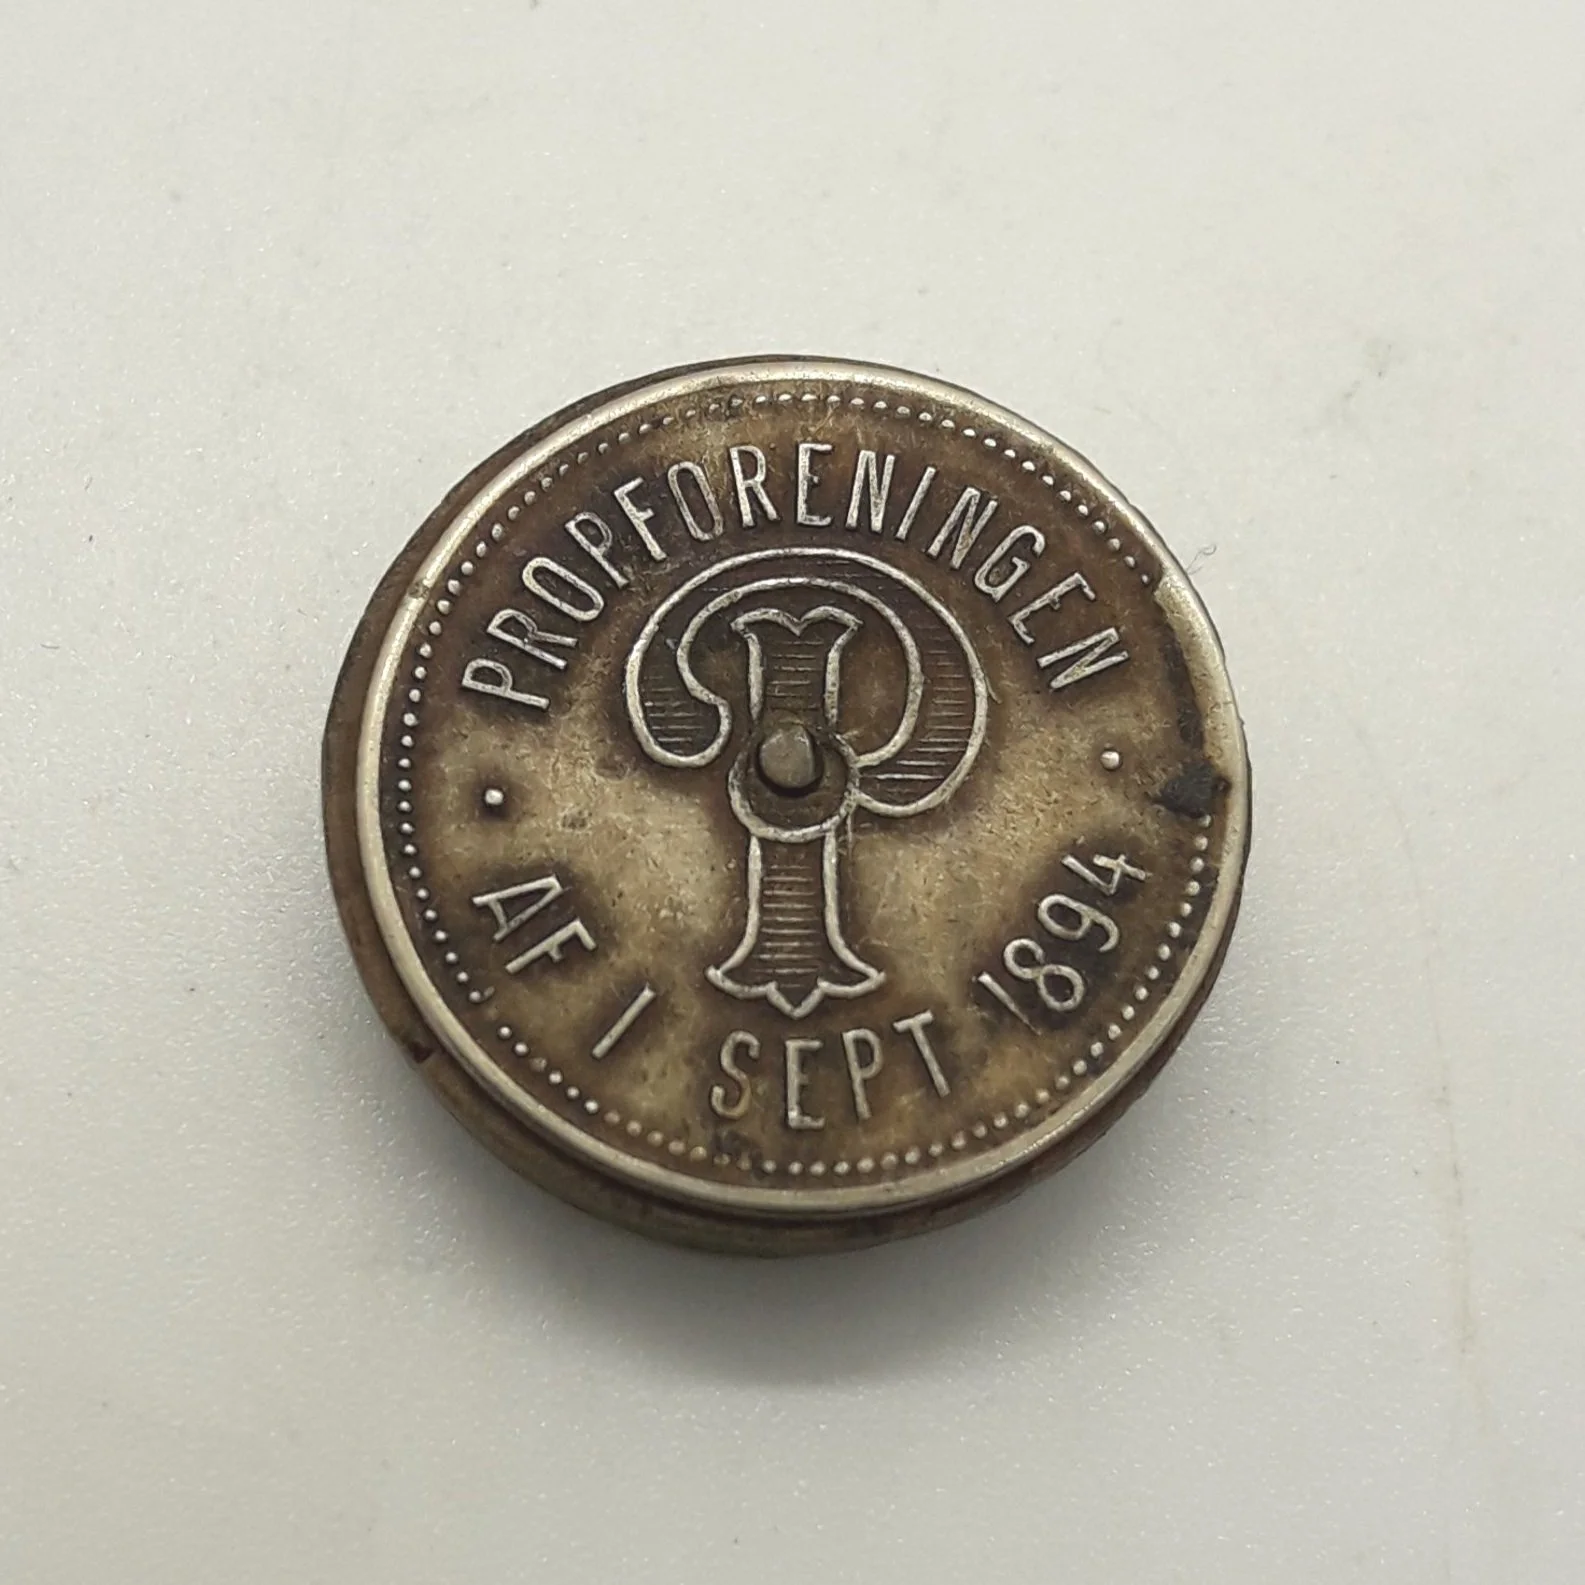 PROPFORENINGEN
P
· AF 1 SEPT 1894 ·